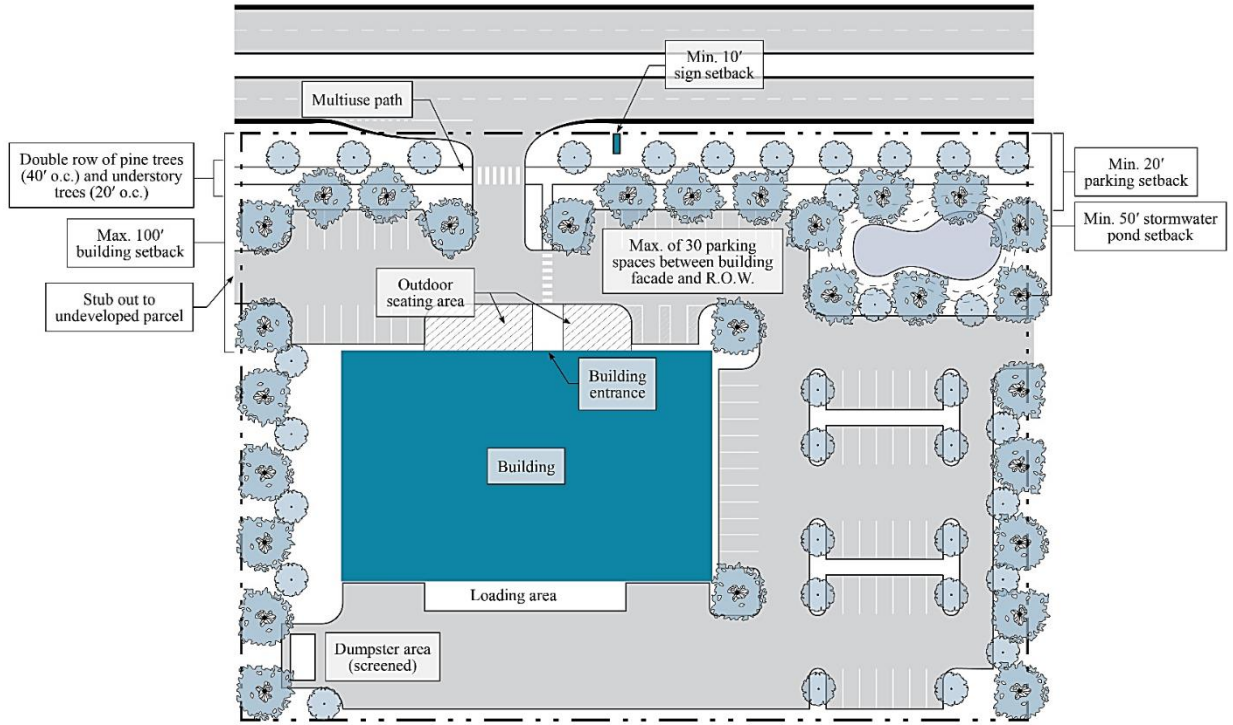 Min. 10′
sign setback
Multiuse path
Double row of pine trees
(40′ o.c.) and understory
trees (20′ o.c.)
Min. 20′
parking setback
Max. 100′
building setback
Min. 50′ stormwater
pond setback
Max. of 30 parking
spaces between building
facade and R.O.W.
Outdoor
seating area
Stub out to
undeveloped parcel
Building
entrance
Building
Loading area
Dumpster area
(screened)